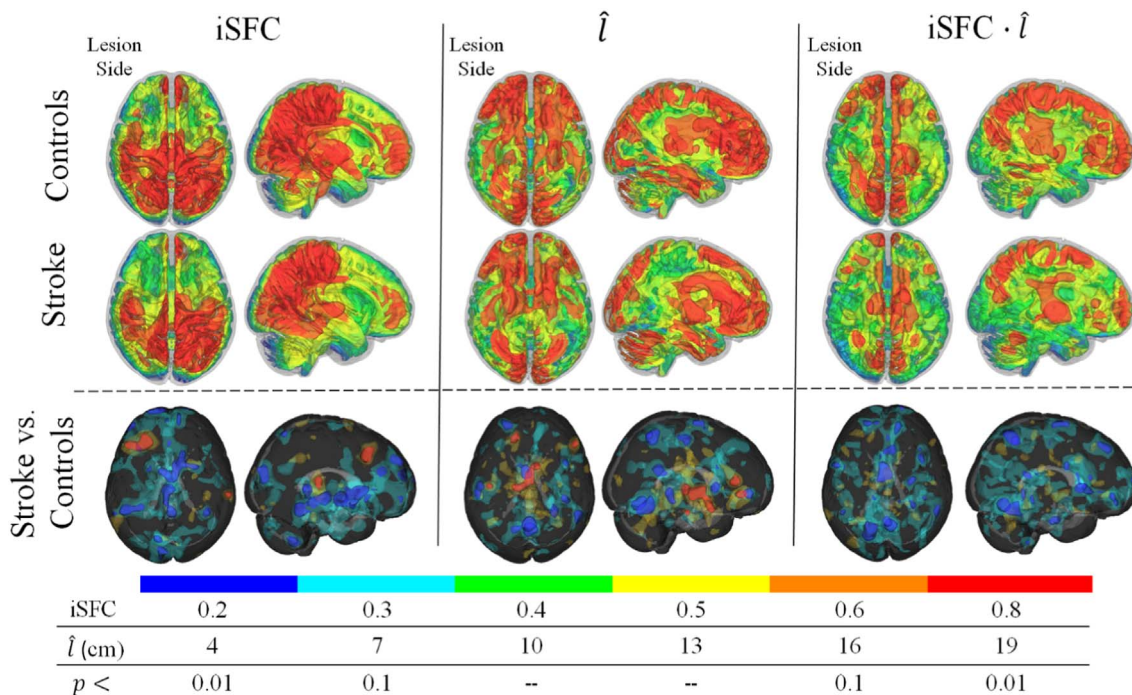 iSFC
l̂
iSFC · l̂
Lesion
Side
Lesion
Side
Lesion
Side
Controls
Stroke
Stroke vs.
Controls
iSFC 0.2 0.3 0.4 0.5 0.6 0.8
l̂ (cm) 4 7 10 13 16 19
p < 0.01 0.1 -- -- 0.1 0.01